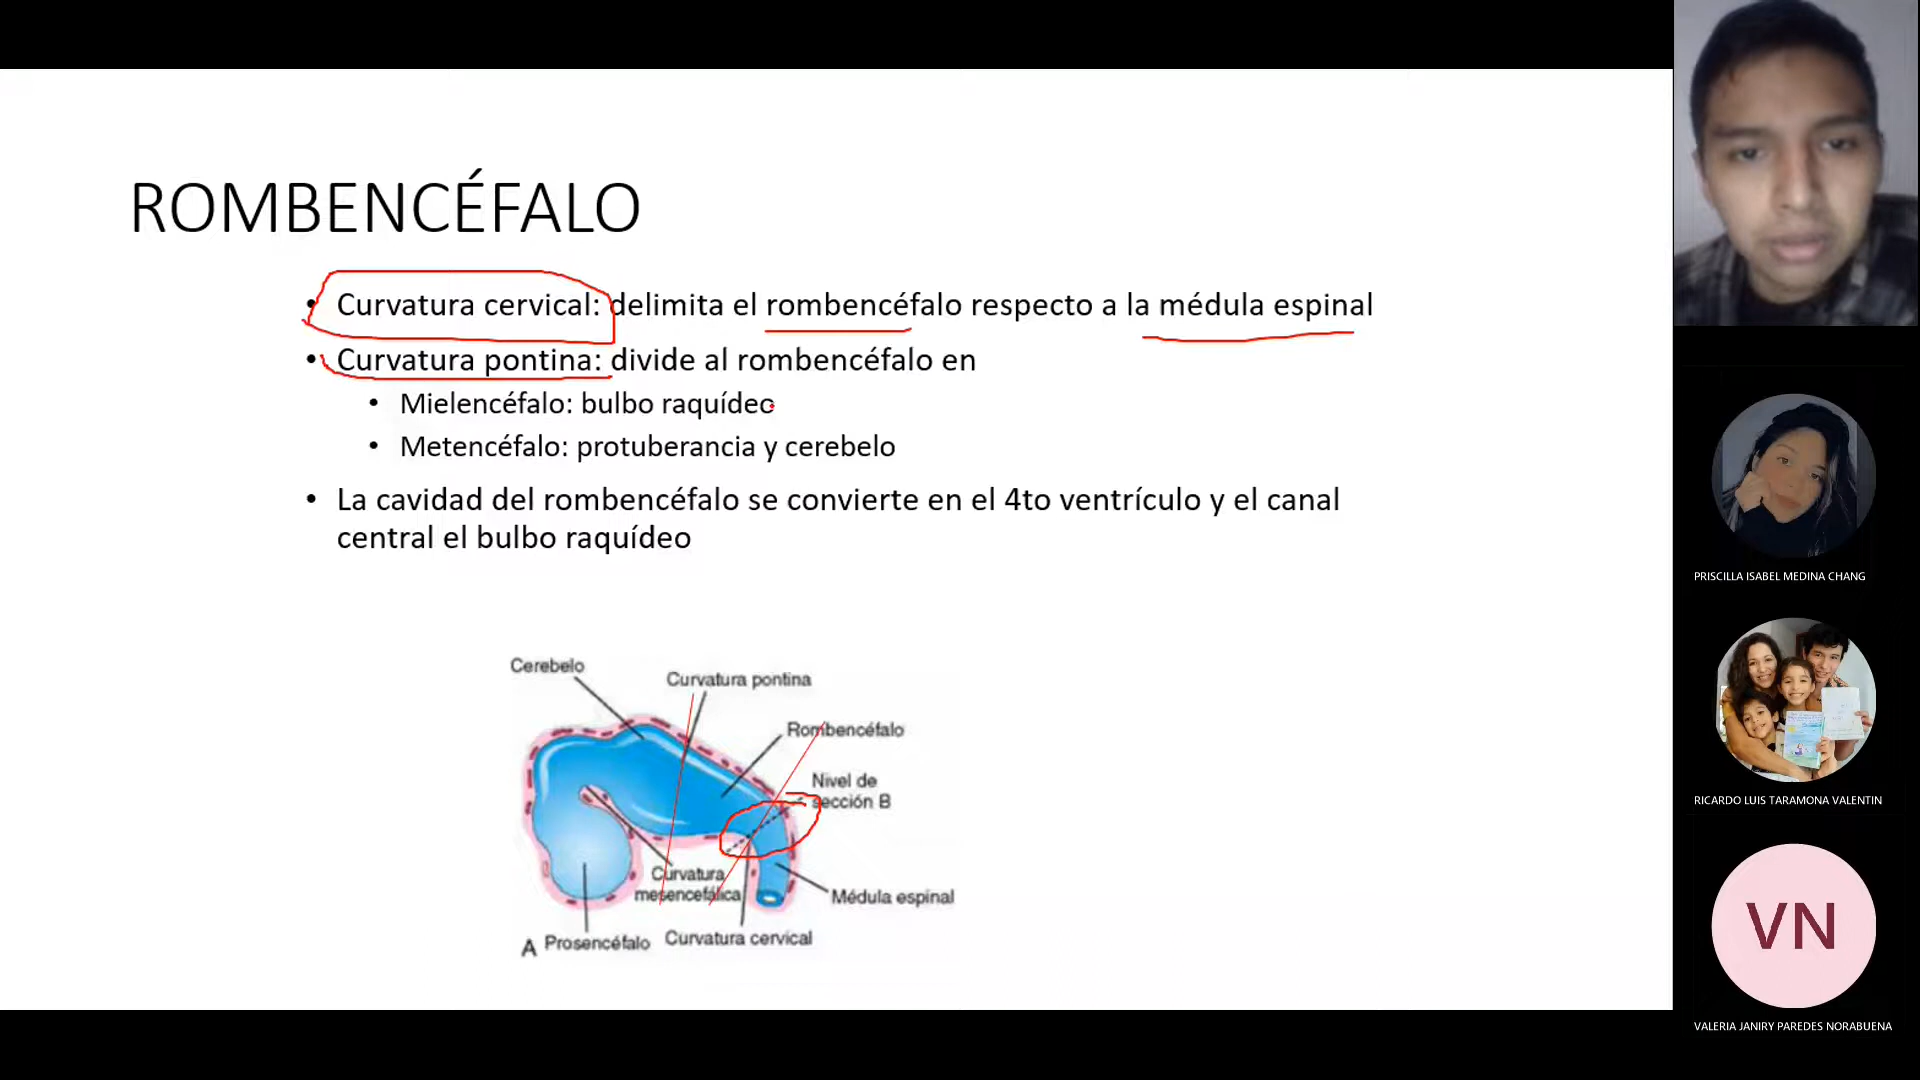 ROMBENCÉFALO
• Curvatura cervical: delimita el rombencéfalo respecto a la médula espinal
• Curvatura pontina: divide al rombencéfalo en
• Mielencéfalo: bulbo raquídeo
• Metencéfalo: protuberancia y cerebelo
• La cavidad del rombencéfalo se convierte en el 4to ventrículo y el canal
central el bulbo raquídeo
Cerebelo
Curvatura pontina
Rombencéfalo
Nivel de
sección B
Curvatura
mesencefálica
Médula espinal
A Prosencéfalo
Curvatura cervical
PRISCILLA ISABEL MEDINA CHANG
RICARDO LUIS TARAMONA VALENTIN
VN
VALERIA JANIRY PAREDES NORABUENA